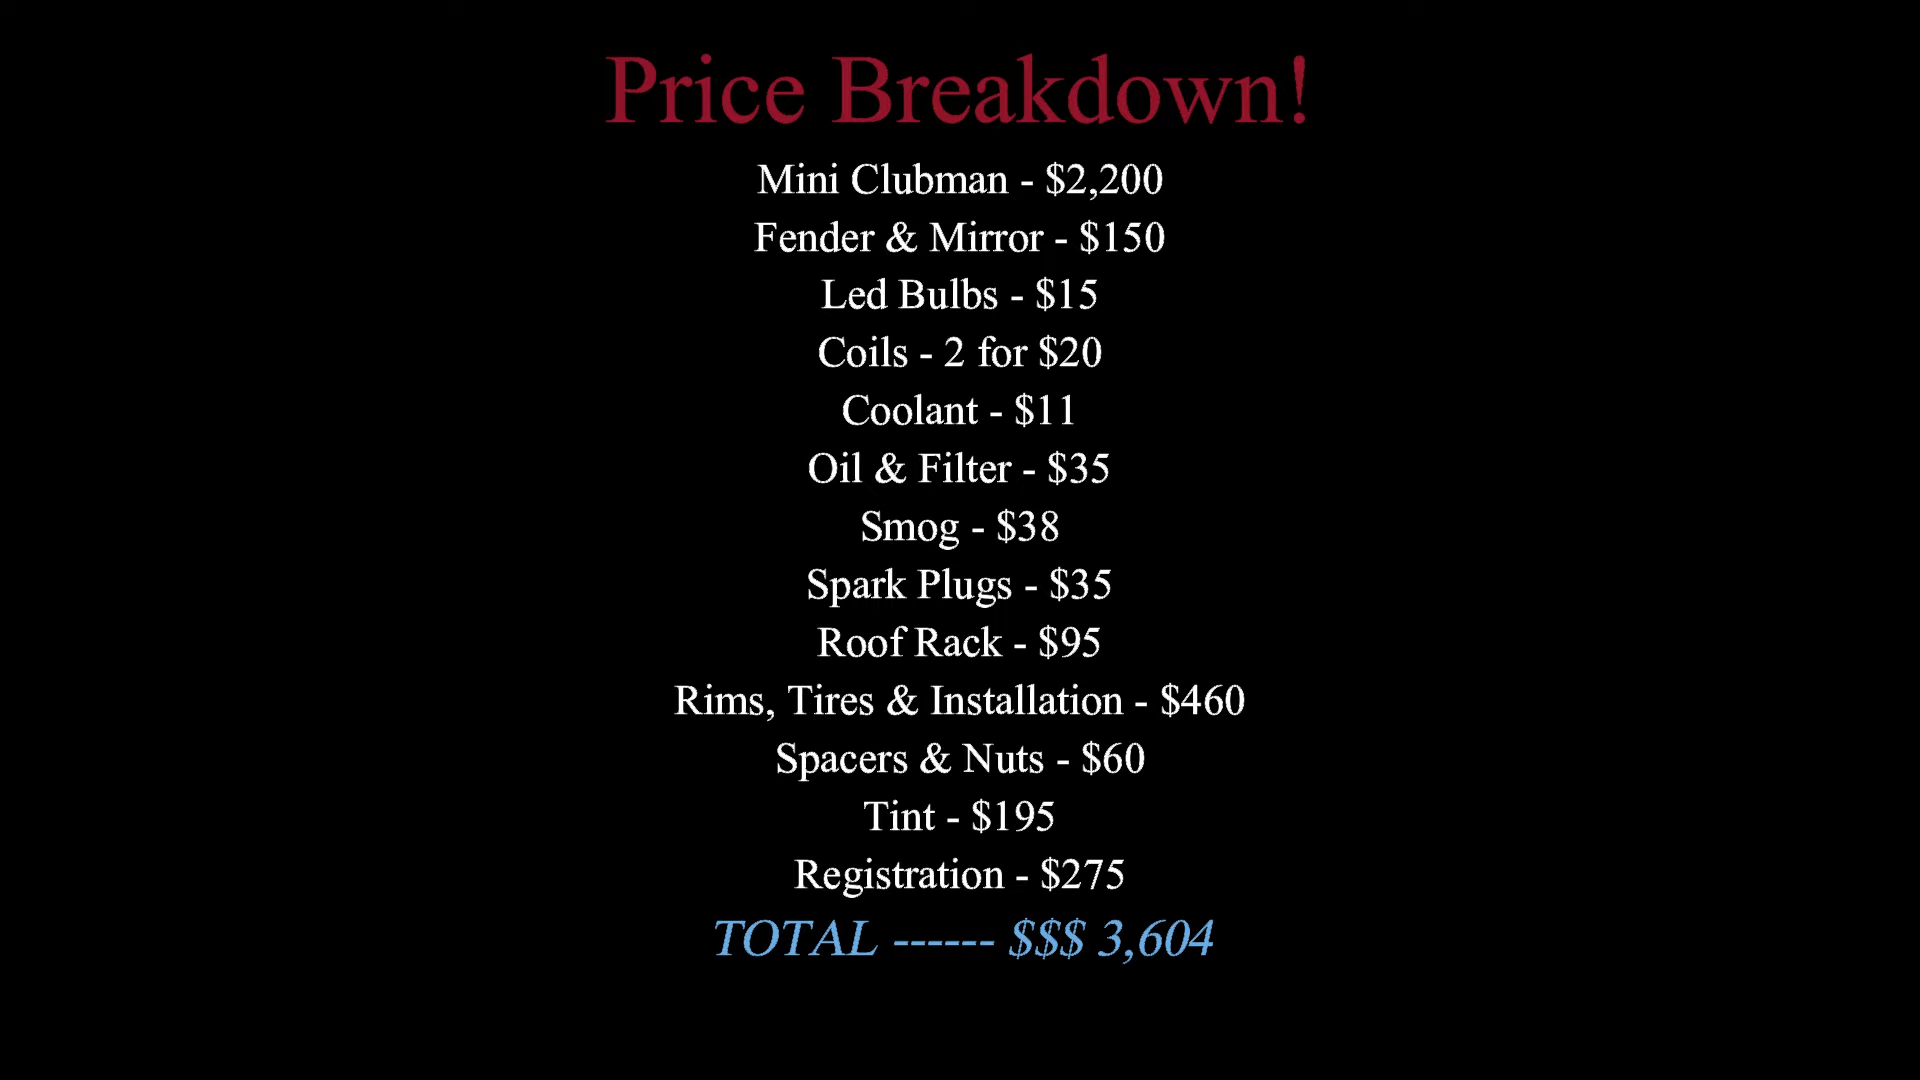 Price Breakdown!
Mini Clubman - $2,200
Fender & Mirror - $150
Led Bulbs - $15
Coils - 2 for $20
Coolant - $11
Oil & Filter - $35
Smog - $38
Spark Plugs - $35
Roof Rack - $95
Rims, Tires & Installation - $460
Spacers & Nuts - $60
Tint - $195
Registration - $275
TOTAL ------ $$$ 3,604